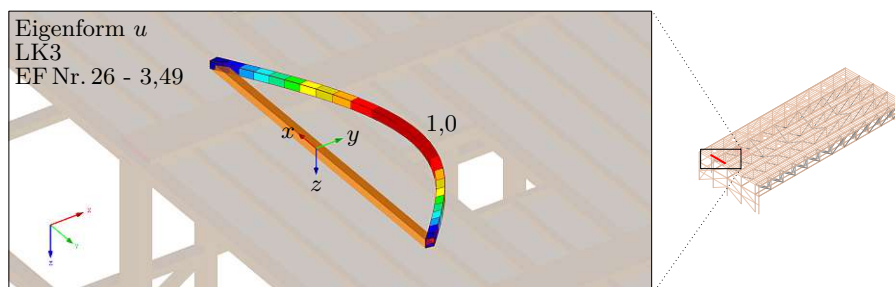 Eigenform u
LK3
EF Nr. 26 - 3,49
1,0
x
y
z
x
y
z